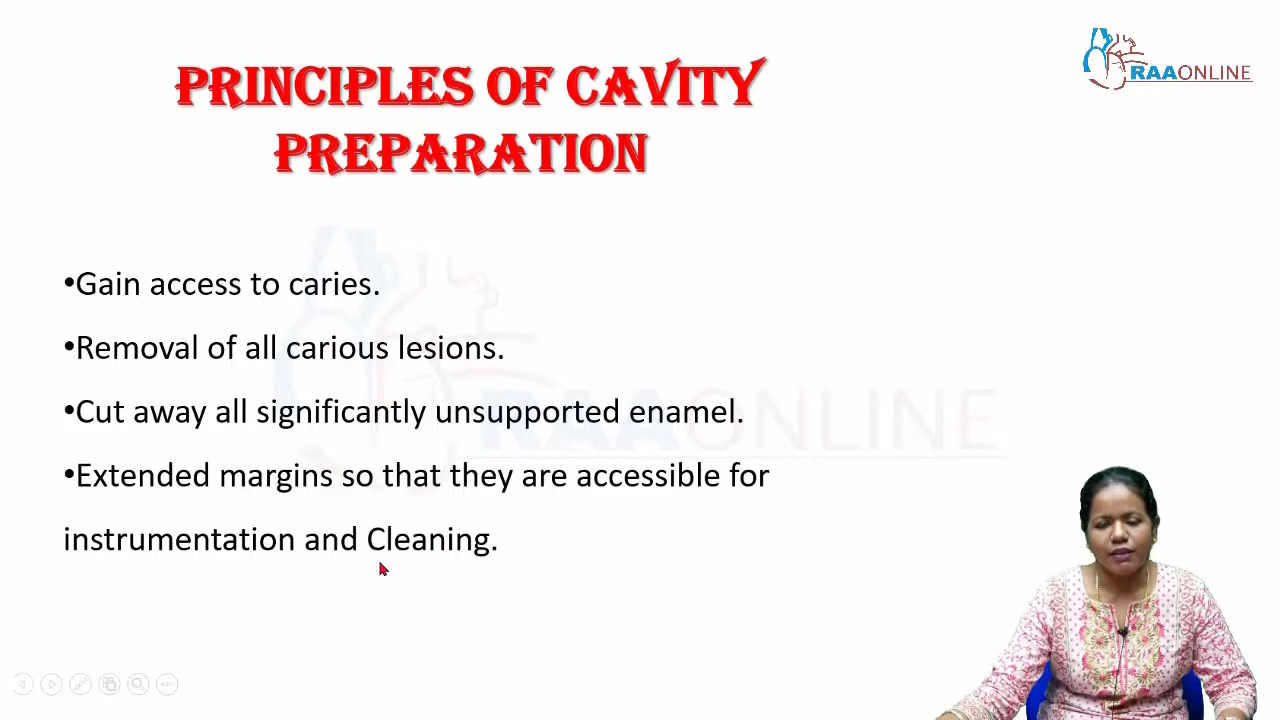 RAAONLINE
PRINCIPLES OF CAVITY
PREPARATION
•Gain access to caries.
•Removal of all carious lesions.
•Cut away all significantly unsupported enamel.
RAAONLINE
•Extended margins so that they are accessible for
instrumentation and Cleaning.